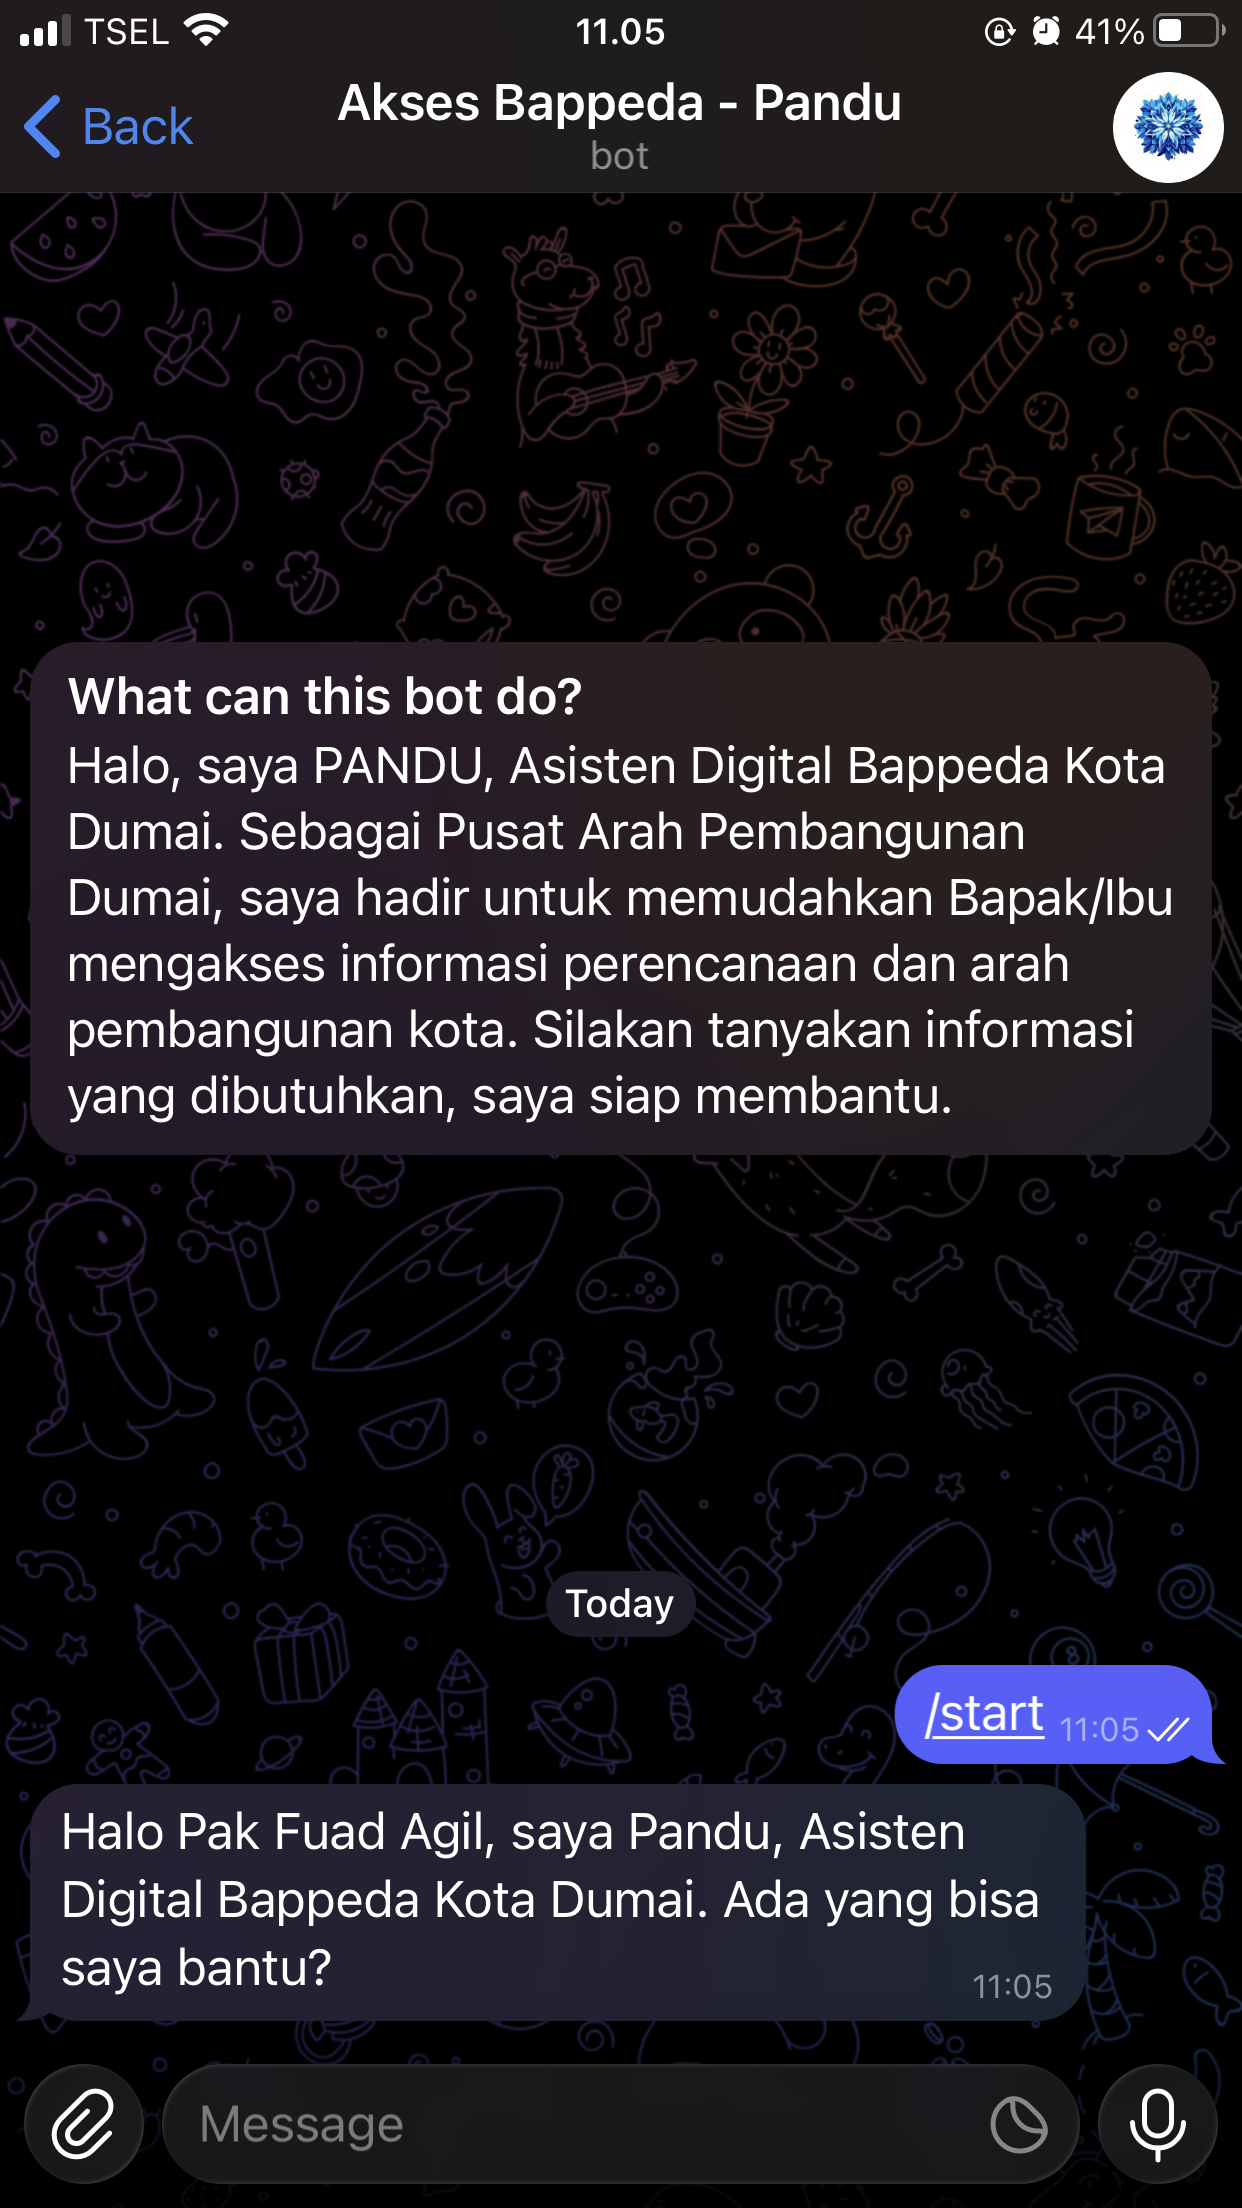 TSEL
11.05
41%
Back
Akses Bappeda - Pandu
bot
What can this bot do?
Halo, saya PANDU, Asisten Digital Bappeda Kota
Dumai. Sebagai Pusat Arah Pembangunan
Dumai, saya hadir untuk memudahkan Bapak/Ibu
mengakses informasi perencanaan dan arah
pembangunan kota. Silakan tanyakan informasi
yang dibutuhkan, saya siap membantu.
Today
/start 11:05
Halo Pak Fuad Agil, saya Pandu, Asisten
Digital Bappeda Kota Dumai. Ada yang bisa
saya bantu?
11:05
Message